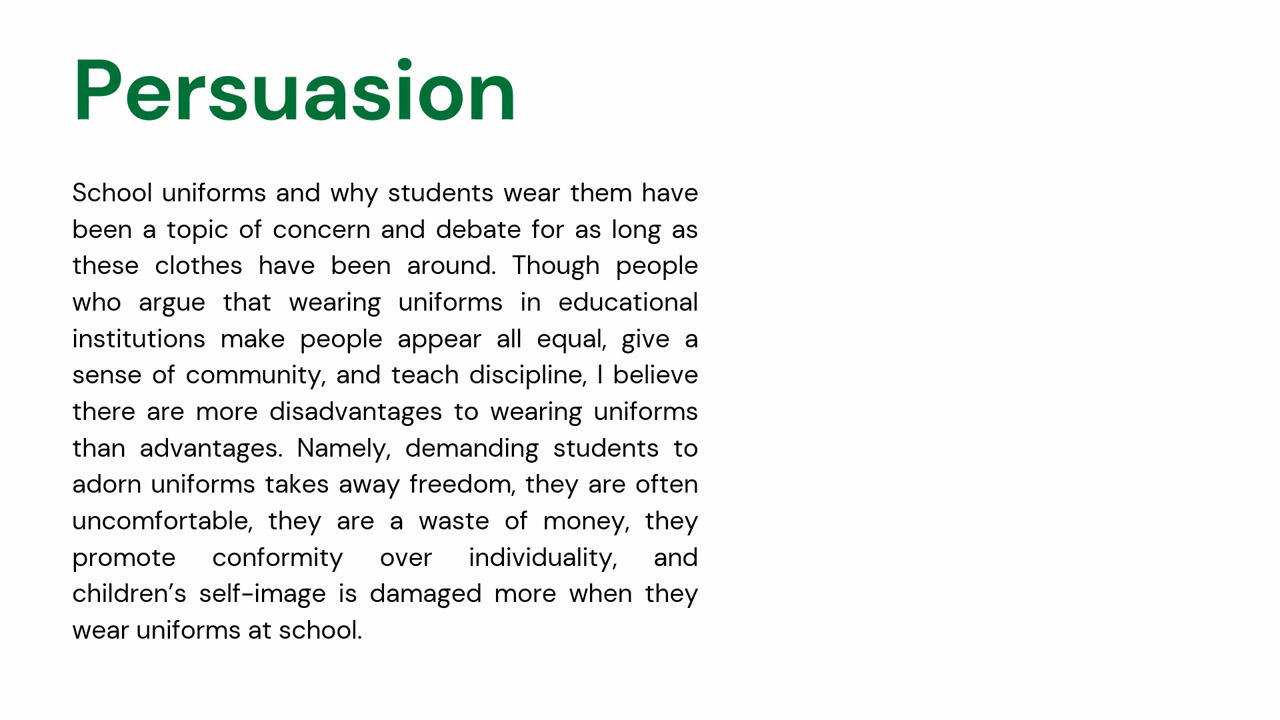 Persuasion
School uniforms and why students wear them have
been a topic of concern and debate for as long as
these clothes have been around. Though people
who argue that wearing uniforms in educational
institutions make people appear all equal, give a
sense of community, and teach discipline, I believe
there are more disadvantages to wearing uniforms
than advantages. Namely, demanding students to
adorn uniforms takes away freedom, they are often
uncomfortable, they are a waste of money, they
promote conformity over individuality, and
children’s self-image is damaged more when they
wear uniforms at school.